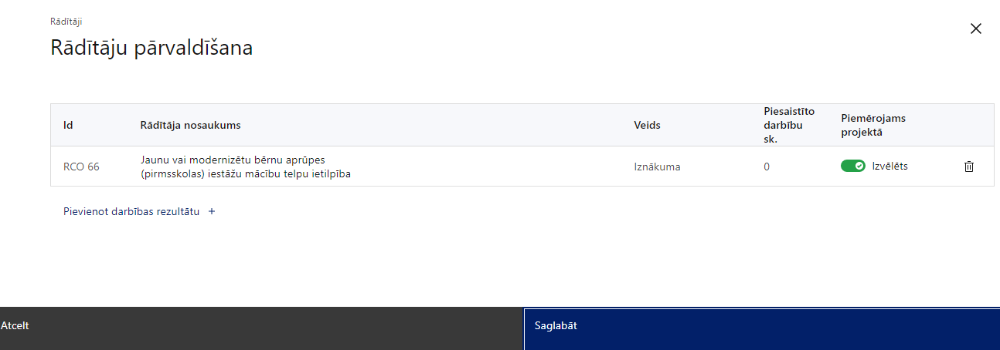 Rādītāji
Rādītāju pārvaldīšana
Id
Rādītāja nosaukums
Veids
Piesaistīto
darbību
sk.
Piemērojams
projektā
RCO 66
Jaunu vai modernizētu bērnu aprūpes
(pirmsskolas) iestāžu mācību telpu ietilpība
Iznākuma
0
Izvēlēts
Pievienot darbības rezultātu +
Atcelt
Saglabāt